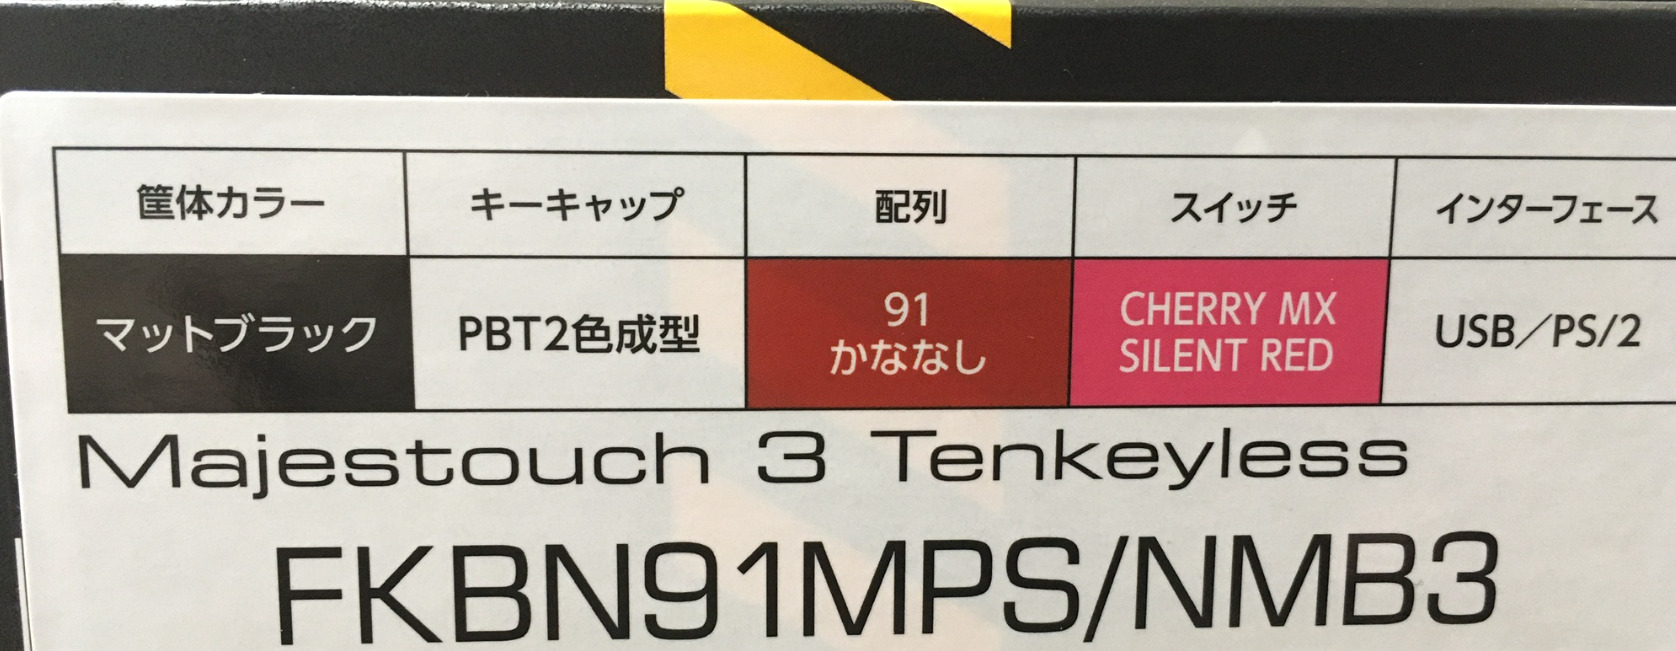 筐体カラー キーキャップ 配列 スイッチ インターフェース
マットブラック PBT2色成型 91 かななし CHERRY MX SILENT RED USB／PS/2
Majestouch 3 Tenkeyless
FKBN91MPS/NMB3